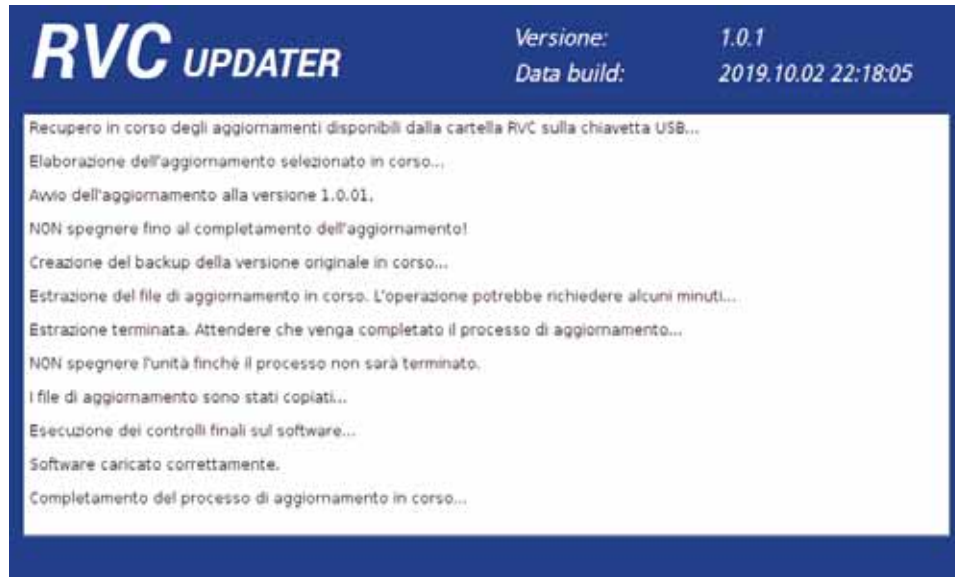 RVC UPDATER
Versione: 1.0.1
Data build: 2019.10.02 22:18:05
Recupero in corso degli aggiornamenti disponibili dalla cartella RVC sulla chiavetta USB...
Elaborazione dell'aggiornamento selezionato in corso...
Avvio dell'aggiornamento alla versione 1.0.01.
NON spegnere fino al completamento dell'aggiornamento!
Creazione del backup della versione originale in corso...
Estrazione del file di aggiornamento in corso. L'operazione potrebbe richiedere alcuni minuti...
Estrazione terminata. Attendere che venga completato il processo di aggiornamento...
NON spegnere l'unità finché il processo non sarà terminato.
I file di aggiornamento sono stati copiati...
Esecuzione dei controlli finali sul software...
Software caricato correttamente.
Completamento del processo di aggiornamento in corso...